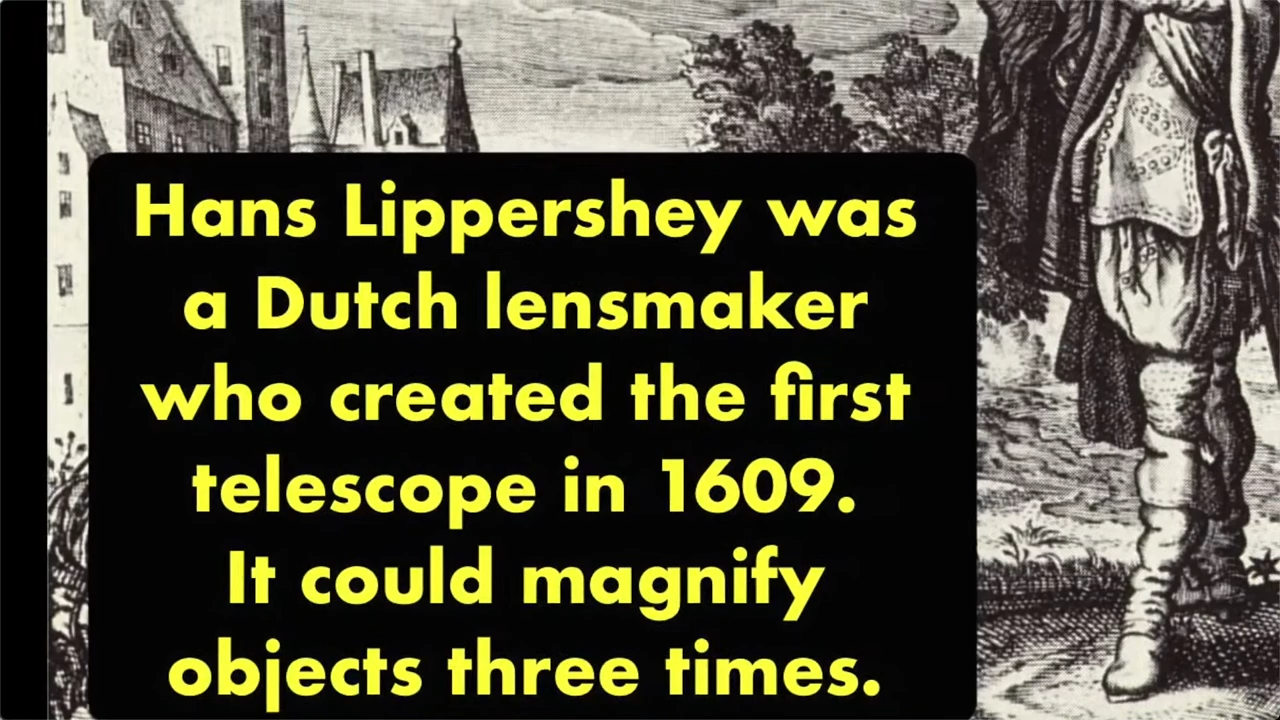 Hans Lippershey was
a Dutch lensmaker
who created the first
telescope in 1609.
It could magnify
objects three times.